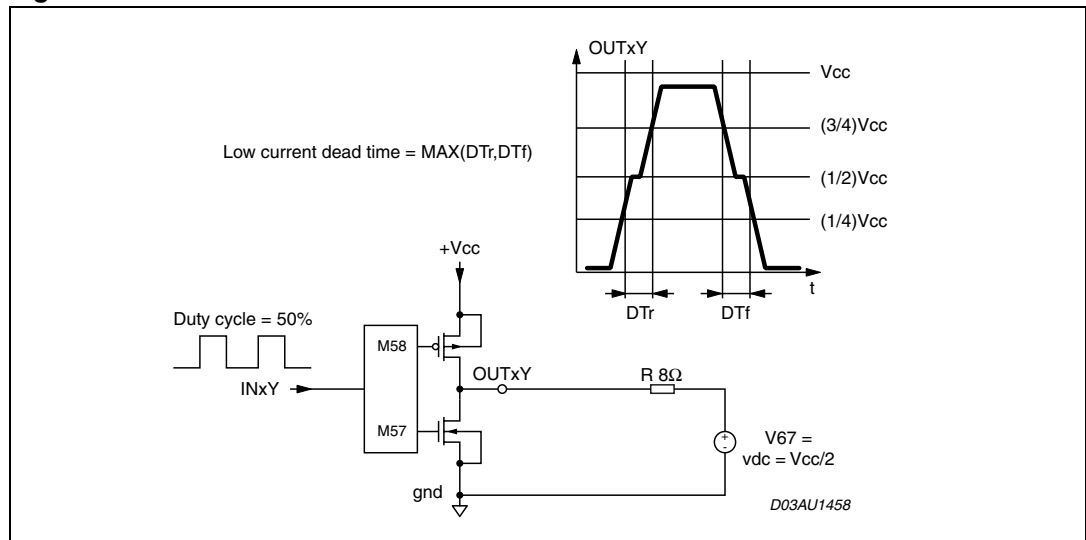 OUTxY
Vcc
(3/4)Vcc
Low current dead time = MAX(DTr,DTf)
(1/2)Vcc
(1/4)Vcc
+Vcc
t
DTr
DTf
Duty cycle = 50%
M58
OUTxY
R 8Ω
INxY
M57
+
-
V67 =
vdc = Vcc/2
gnd
D03AU1458